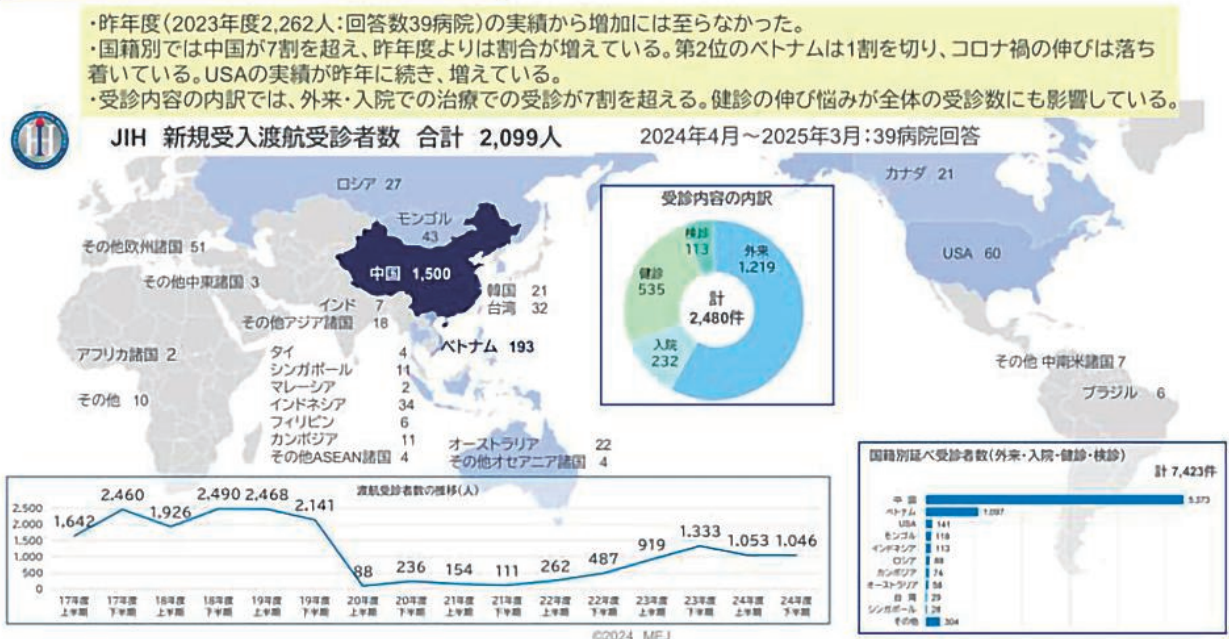 ・昨年度(2023年度2,262人:回答数39病院)の実績から増加には至らなかった。
・国籍別では中国が7割を超え、昨年度よりは割合が増えている。第2位のベトナムは1割を切り、コロナ禍の伸びは落ち
着いている。USAの実績が昨年に続き、増えている。
・受診内容の内訳では、外来・入院での治療での受診が7割を超える。健診の伸び悩みが全体の受診数にも影響している。
JIH 新規受入渡航受診者数 合計 2,099人
2024年4月～2025年3月:39病院回答
ロシア 27
モンゴル
43
その他欧州諸国 51
中国 1,500
その他中東諸国 3
韓国 21
台湾 32
インド 7
その他アジア諸国 18
ベトナム 193
アフリカ諸国 2
タイ 4
シンガポール 11
マレーシア 2
インドネシア 34
フィリピン 6
カンボジア 11
その他ASEAN諸国 4
その他 10
オーストラリア 22
その他オセアニア諸国 4
受診内容の内訳
検診
113
外来
1,219
健診
535
計
2,480件
入院
232
カナダ 21
USA 60
その他 中南米諸国 7
ブラジル 6
渡航受診者数の推移(人)
2.500
2.000
1.500
1.000
500
0
1.642
2.460
1.926
2.490
2.468
2.141
88
236
154
111
262
487
919
1.333
1.053
1.046
17年度
上半期
17年度
下半期
18年度
上半期
18年度
下半期
19年度
上半期
19年度
下半期
20年度
上半期
20年度
下半期
21年度
上半期
21年度
下半期
22年度
上半期
22年度
下半期
23年度
上半期
23年度
下半期
24年度
上半期
24年度
下半期
国籍別延べ受診者数(外来・入院・健診・検診)
計 7,423件
中 国 5,373
ベトナム 1,097
USA 141
モンゴル 118
インドネシア 113
ロシア 88
カンボジア 74
オーストラリア 58
台 湾 29
シンガポール 28
その他 304
©2024 MEJ